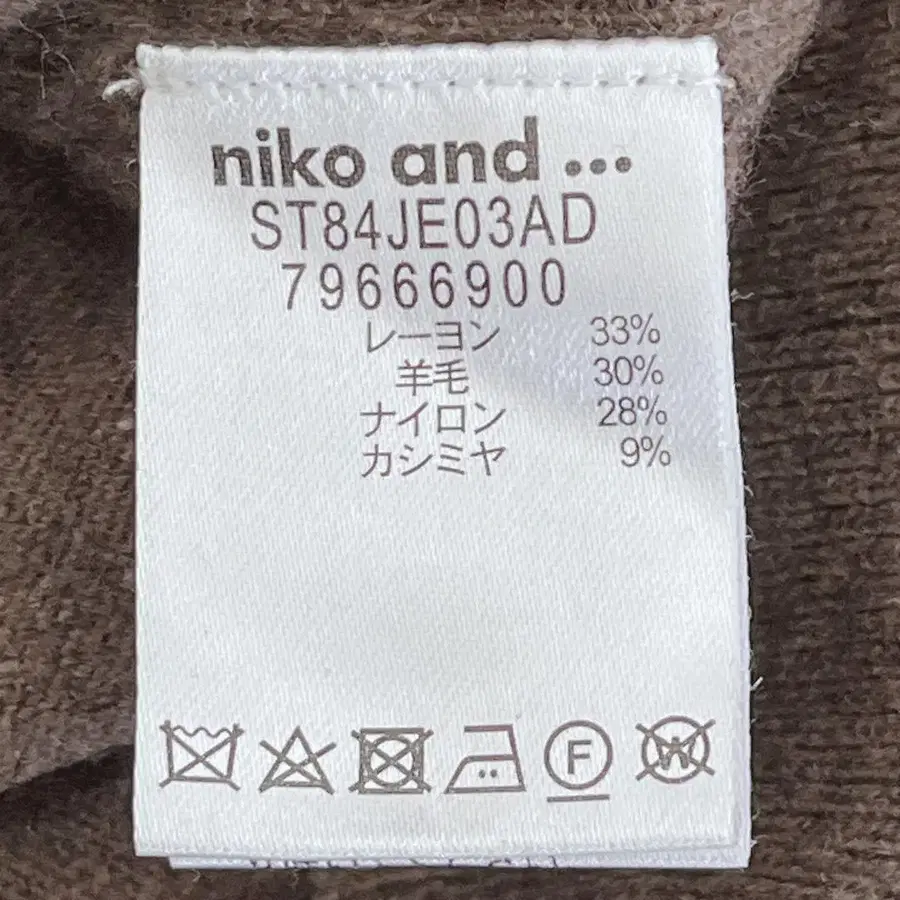 niko and ...
ST84JE03AD
79666900
レーヨン 33%
羊毛 30%
ナイロン 28%
カシミヤ 9%
F
W